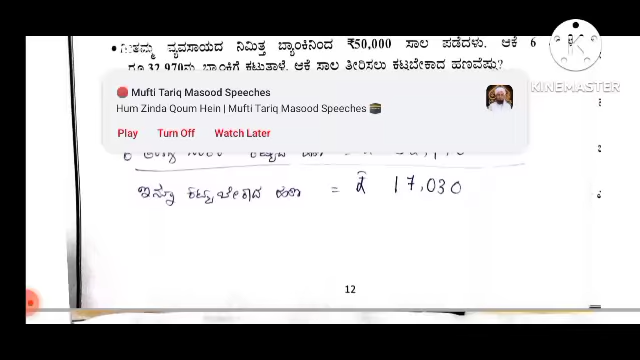 • ನೀತಮ್ಮ ವ್ಯವಸಾಯದ ನಿಮಿತ್ತ ಬ್ಯಾಂಕಿನಿಂದ ₹50,000 ಸಾಲ ಪಡೆದಳು. ಆಕೆ 6
ರೂ32,970ನು ಬ್ಯಾಂಕಿಗೆ ಕಟ್ಟುತಾಳೆ. ಆಕೆ ಸಾಲ ತೀರಿಸಲು ಕಟ್ಟಬೇಕಾದ ಹಣವೆಷ್ಟು?
KINEMASTER
Mufti Tariq Masood Speeches
Hum Zinda Qoum Hein | Mufti Tariq Masood Speeches 🕋
Play Turn Off Watch Later
ಇನ್ನೂ ಕಟ್ಟಬೇಕಾದ ಹಣ = ₹ 17,030
12